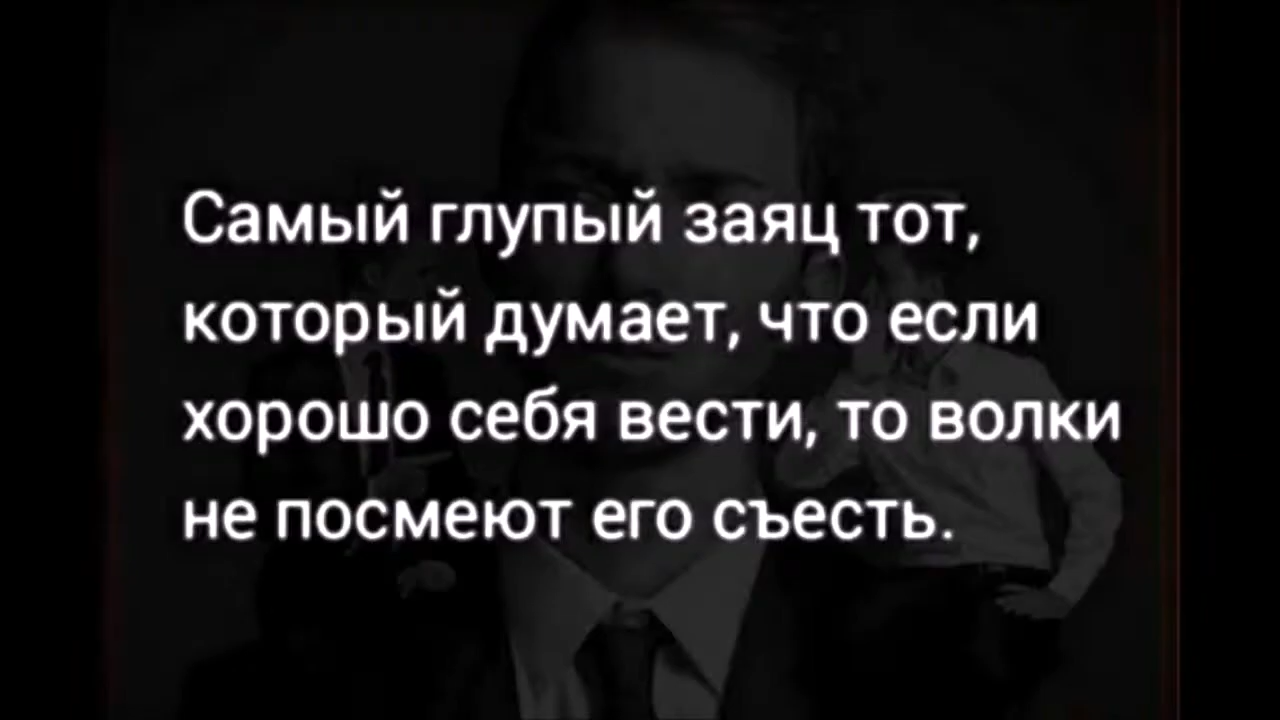 Самый глупый заяц тот,
который думает, что если
хорошо себя вести, то волки
не посмеют его съесть.